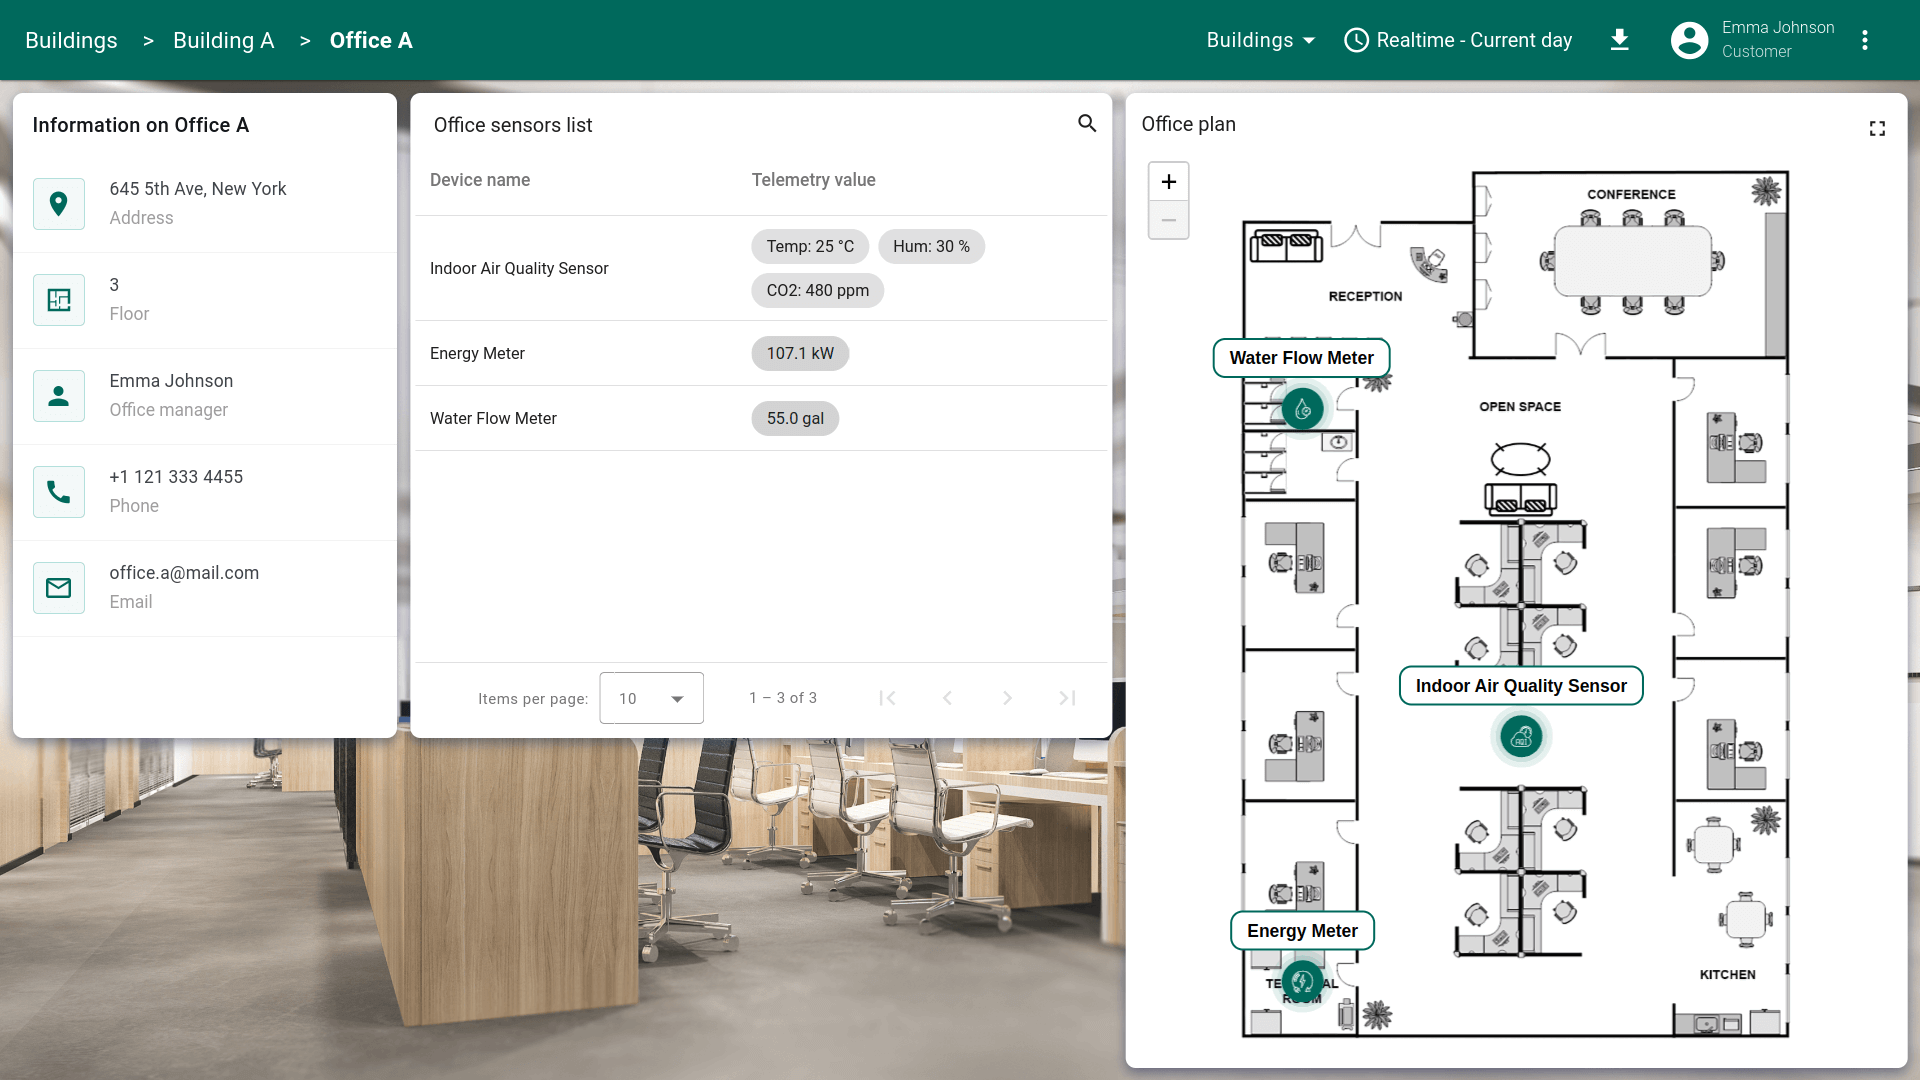 Buildings > Building A > Office A
Buildings
Realtime - Current day
Emma Johnson
Customer
Information on Office A
645 5th Ave, New York
Address
3
Floor
Emma Johnson
Office manager
+1 121 333 4455
Phone
office.a@mail.com
Email
Office sensors list
Device name Telemetry value
Indoor Air Quality Sensor
Temp: 25 °C Hum: 30 %
CO2: 480 ppm
Energy Meter 107.1 kW
Water Flow Meter 55.0 gal
Items per page: 10 1 – 3 of 3
Office plan
+
−
CONFERENCE
RECEPTION
Water Flow Meter
OPEN SPACE
Indoor Air Quality Sensor
AQI
Energy Meter
KITCHEN